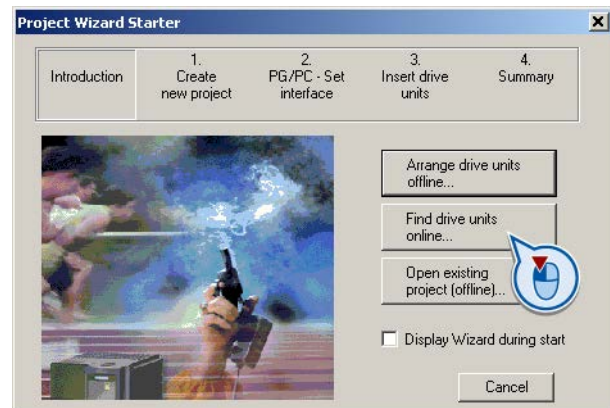 Project Wizard Starter
Introduction
1.
Create
new project
2.
PG/PC - Set
interface
3.
Insert drive
units
4.
Summary
Arrange drive units
offline...
Find drive units
online...
Open existing
project (offline)...
Display Wizard during start
Cancel